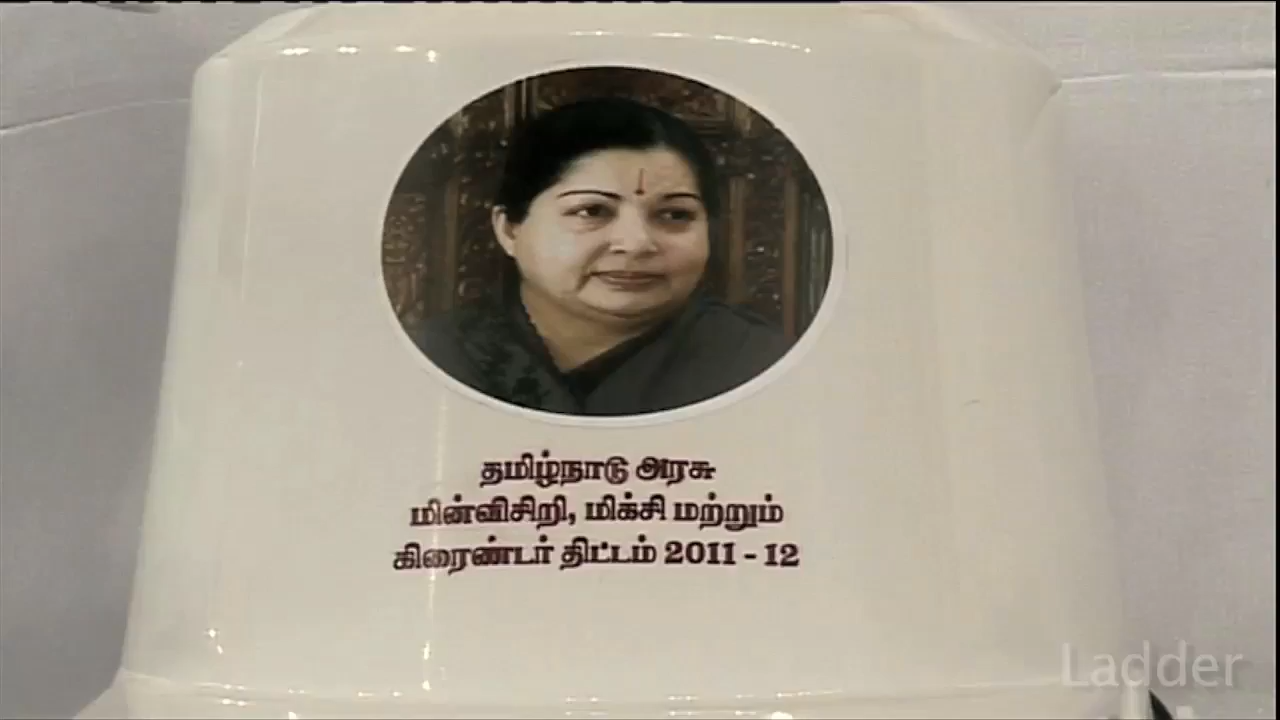 தமிழ்நாடு அரசு
மின்விசிறி, மிக்சி மற்றும்
கிரைண்டர் திட்டம் 2011 - 12
Ladder